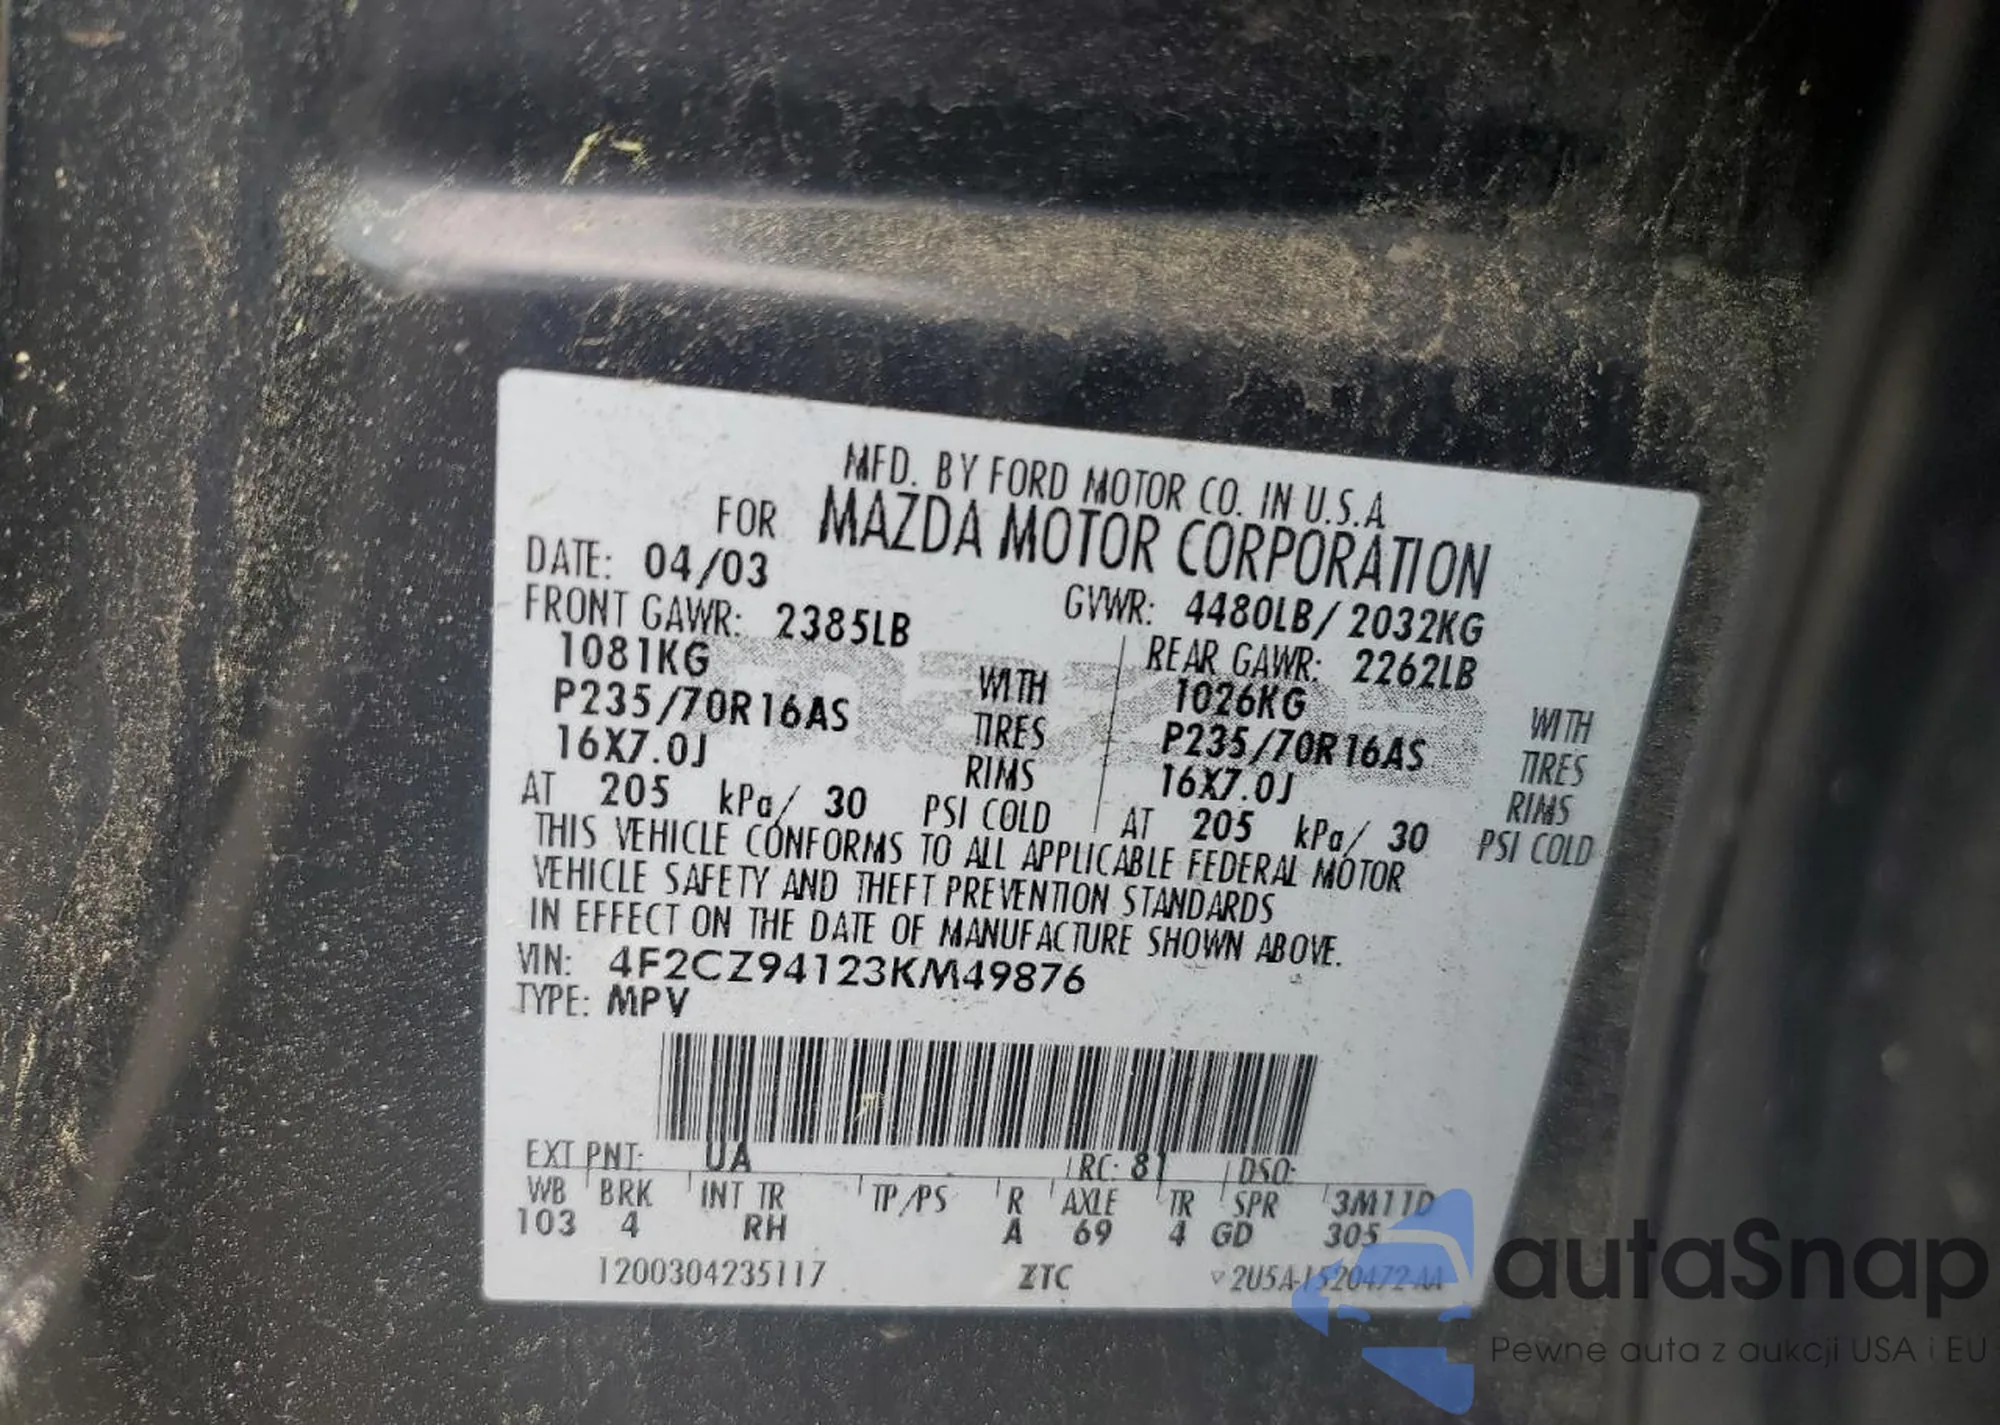 MFD. BY FORD MOTOR CO. IN U.S.A.
FOR MAZDA MOTOR CORPORATION
DATE: 04/03
GVWR: 4480LB/2032KG
FRONT GAWR: 2385LB
1081KG WITH
P235/70R16AS TIRES
16X7.0J RIMS
AT 205 kPa/ 30 PSI COLD
REAR GAWR: 2262LB
1026KG WITH
P235/70R16AS TIRES
16X7.0J RIMS
AT 205 kPa/ 30 PSI COLD
THIS VEHICLE CONFORMS TO ALL APPLICABLE FEDERAL MOTOR
VEHICLE SAFETY AND THEFT PREVENTION STANDARDS
IN EFFECT ON THE DATE OF MANUFACTURE SHOWN ABOVE.
VIN: 4F2CZ94123KM49876
TYPE: MPV
EXT PNT: UA RC: 81 DSO:
WB BRK INT TR TP/PS R AXLE TR SPR 3M11D
103 4 RH A 69 4 GD 305
1200304235117 ZTC 2U5A-1520472-AA
autaSnap
Pewne auta z aukcji USA i EU